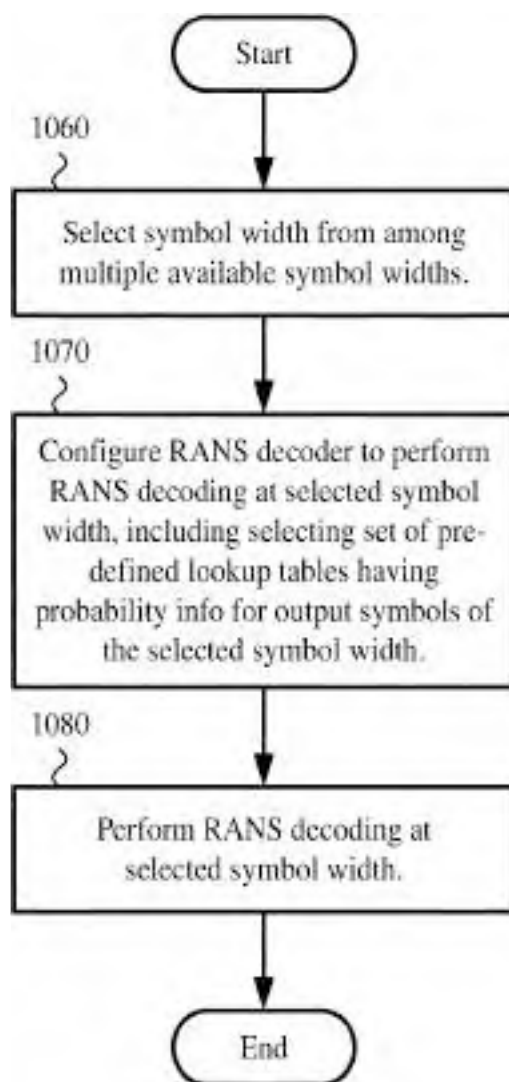 Start
1060
Select symbol width from among
multiple available symbol widths.
1070
Configure RANS decoder to perform
RANS decoding at selected symbol
width, including selecting set of pre-
defined lookup tables having
probability info for output symbols of
the selected symbol width.
1080
Perform RANS decoding at
selected symbol width.
End